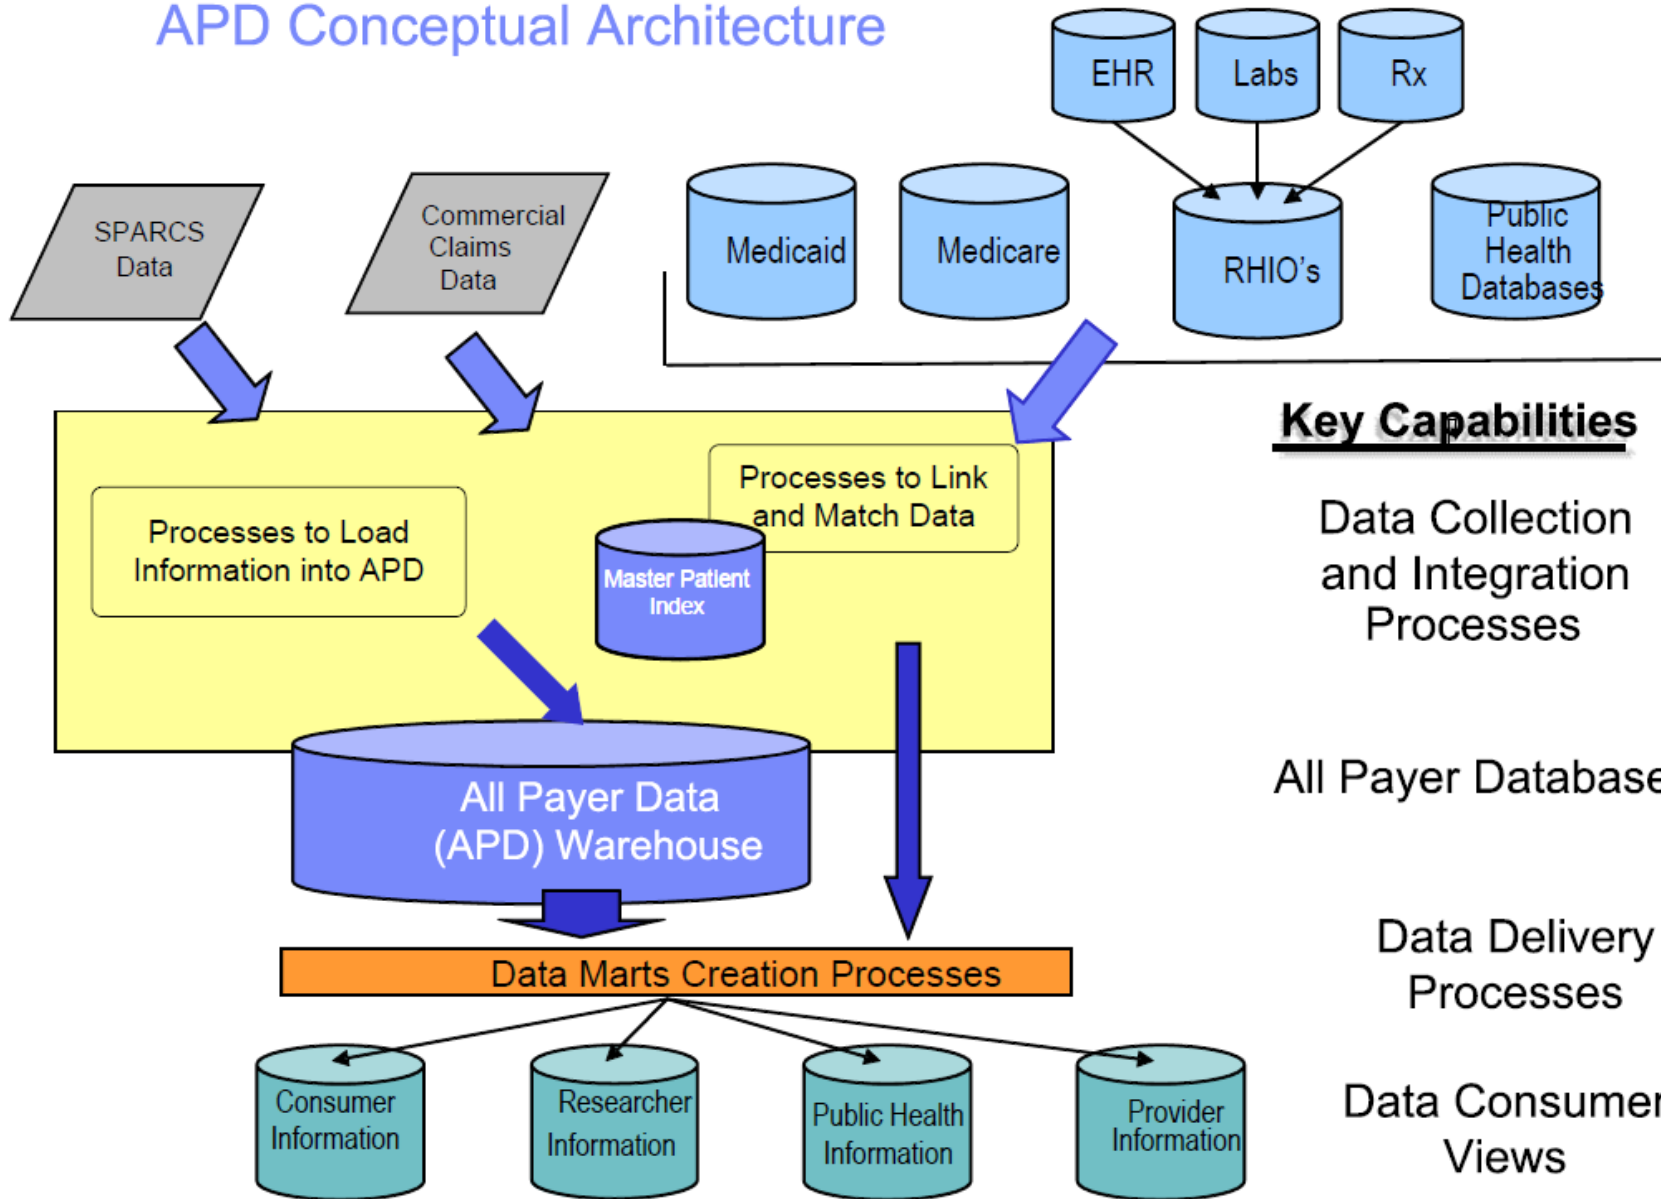 APD Conceptual Architecture
EHR
Labs
Rx
SPARCS
Data
Commercial
Claims
Data
Medicaid
Medicare
RHIO's
Public
Health
Databases
Key Capabilities
Processes to Load
Information into APD
Processes to Link
and Match Data
Master Patient
Index
Data Collection
and Integration
Processes
All Payer Data
(APD) Warehouse
All Payer Database
Data Marts Creation Processes
Data Delivery
Processes
Consumer
Information
Researcher
Information
Public Health
Information
Provider
Information
Data Consumer
Views